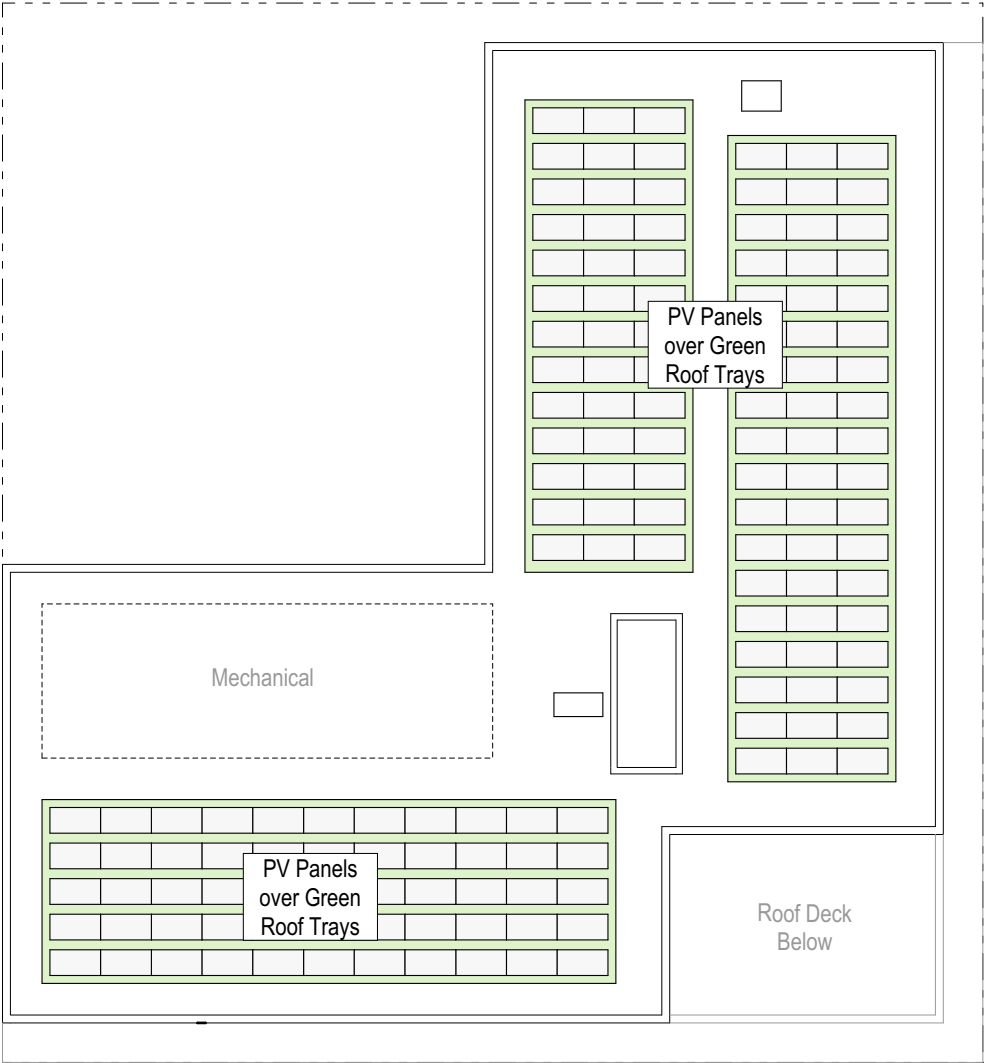 PV Panels
over Green
Roof Trays
Mechanical
PV Panels
over Green
Roof Trays
Roof Deck
Below